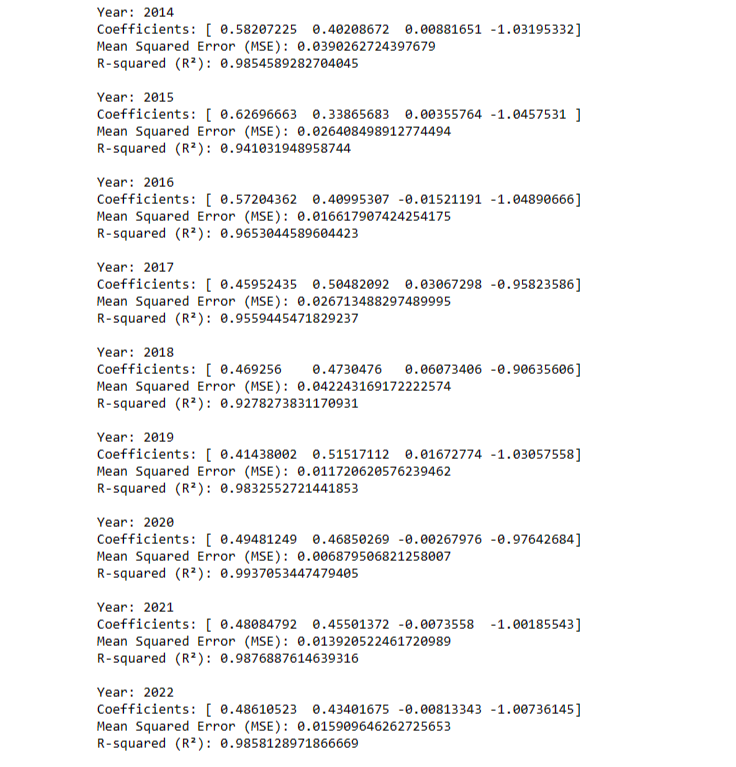 Year: 2014
Coefficients: [ 0.58207225  0.40208672  0.00881651 -1.03195332]
Mean Squared Error (MSE): 0.0390262724397679
R-squared (R²): 0.9854589282704045

Year: 2015
Coefficients: [ 0.62696663  0.33865683  0.00355764 -1.0457531 ]
Mean Squared Error (MSE): 0.026408498912774494
R-squared (R²): 0.941031948958744

Year: 2016
Coefficients: [ 0.57204362  0.40995307 -0.01521191 -1.04890666]
Mean Squared Error (MSE): 0.016617907424254175
R-squared (R²): 0.9653044589604423

Year: 2017
Coefficients: [ 0.45952435  0.50482092  0.03067298 -0.95823586]
Mean Squared Error (MSE): 0.026713488297489995
R-squared (R²): 0.9559445471829237

Year: 2018
Coefficients: [ 0.469256    0.4730476   0.06073406 -0.90635606]
Mean Squared Error (MSE): 0.042243169172222574
R-squared (R²): 0.9278273831170931

Year: 2019
Coefficients: [ 0.41438002  0.51517112  0.01672774 -1.03057558]
Mean Squared Error (MSE): 0.011720620576239462
R-squared (R²): 0.9832552721441853

Year: 2020
Coefficients: [ 0.49481249  0.46850269 -0.00267976 -0.97642684]
Mean Squared Error (MSE): 0.006879506821258007
R-squared (R²): 0.9937053447479405

Year: 2021
Coefficients: [ 0.48084792  0.45501372 -0.0073558  -1.00185543]
Mean Squared Error (MSE): 0.013920522461720989
R-squared (R²): 0.9876887614639316

Year: 2022
Coefficients: [ 0.48610523  0.43401675 -0.00813343 -1.00736145]
Mean Squared Error (MSE): 0.015909646262725653
R-squared (R²): 0.9858128971866669